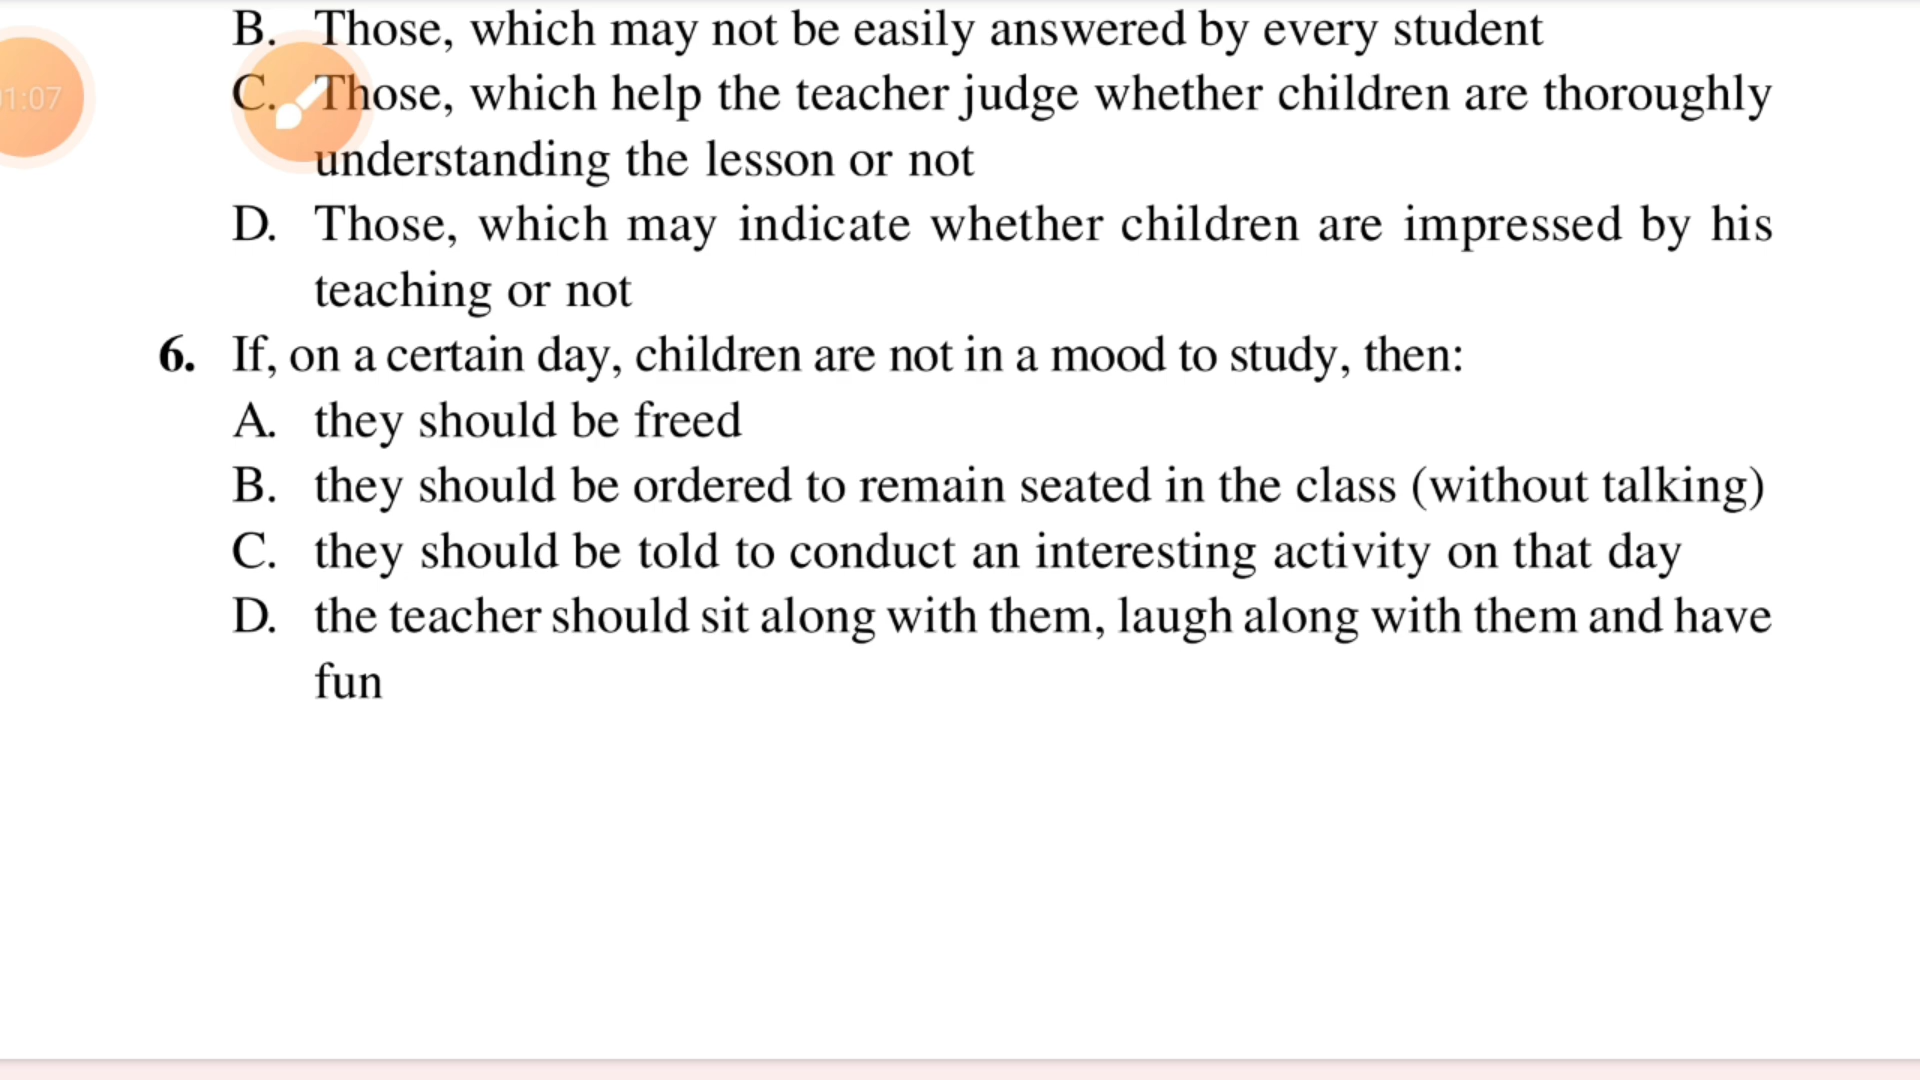 B. Those, which may not be easily answered by every student
1:07
C. Those, which help the teacher judge whether children are thoroughly
understanding the lesson or not
D. Those, which may indicate whether children are impressed by his
teaching or not
6. If, on a certain day, children are not in a mood to study, then:
A. they should be freed
B. they should be ordered to remain seated in the class (without talking)
C. they should be told to conduct an interesting activity on that day
D. the teacher should sit along with them, laugh along with them and have
fun